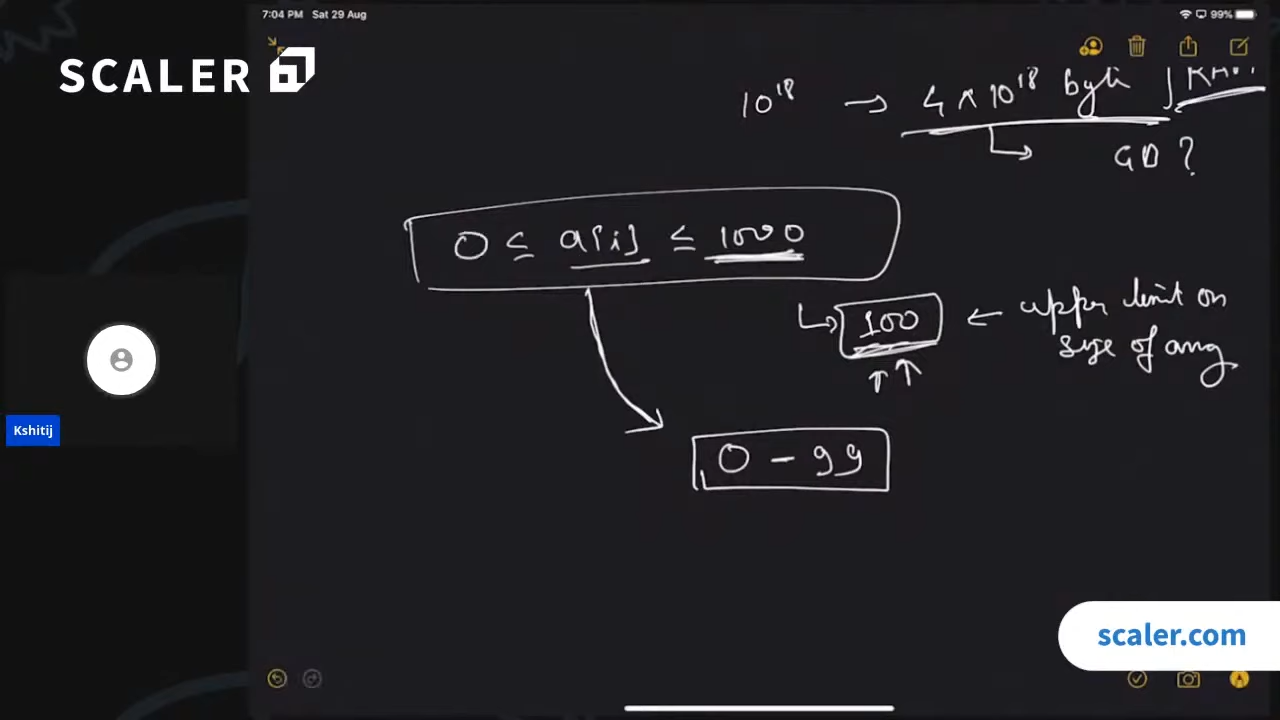 7:04 PM Sat 29 Aug
99%
SCALER
10^18 → 4 × 10^18 byte
GB ?
0 ≤ a[i] ≤ 1000
100 ← upper limit on
size of array
Kshitij
0 - 99
scaler.com